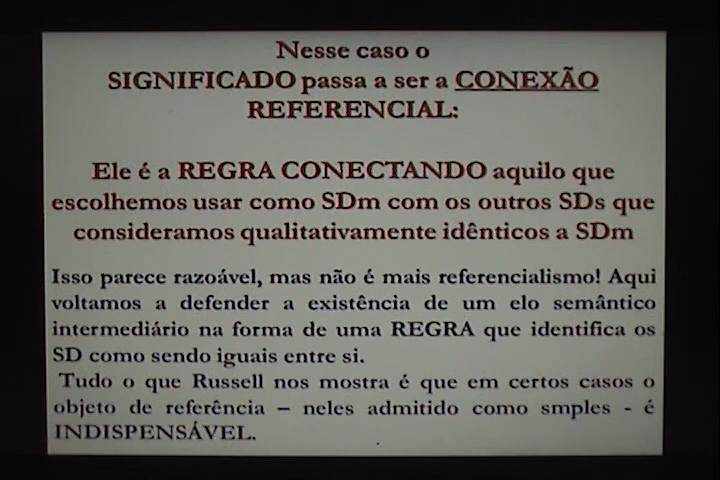 Nesse caso o
SIGNIFICADO passa a ser a CONEXÃO
REFERENCIAL:
Ele é a REGRA CONECTANDO aquilo que
escolhemos usar como SDm com os outros SDs que
consideramos qualitativamente idênticos a SDm
Isso parece razoável, mas não é mais referencialismo! Aqui
voltamos a defender a existência de um elo semântico
intermediário na forma de uma REGRA que identifica os
SD como sendo iguais entre si.
Tudo o que Russell nos mostra é que em certos casos o
objeto de referência – neles admitido como smples - é
INDISPENSÁVEL.